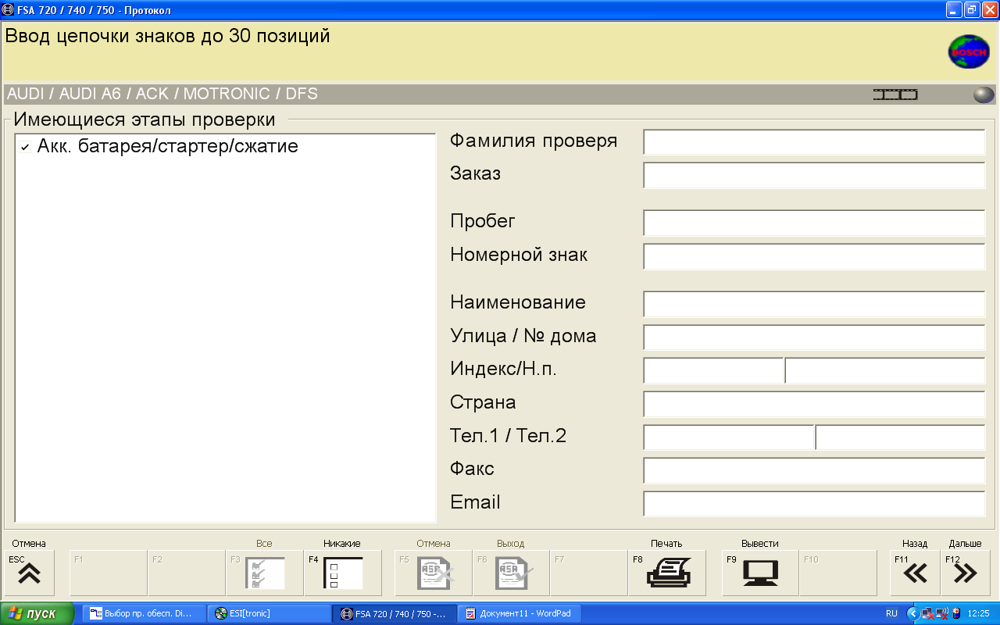 FSA 720 / 740 / 750 - Протокол
Ввод цепочки знаков до 30 позиций
BOSCH
AUDI / AUDI A6 / ACK / MOTRONIC / DFS
Имеющиеся этапы проверки
Акк. батарея/стартер/сжатие
Фамилия проверя
Заказ
Пробег
Номерной знак
Наименование
Улица / № дома
Индекс/Н.п.
Страна
Тел.1 / Тел.2
Факс
Email
Отмена Все Никакие Отмена Выход Печать Вывести Назад Дальше
ESC F1 F2 F3 F4 F5 F6 F7 F8 F9 F10 F11 F12
ASA ASA
пуск Выбор пр. обесп. Di... ESI[tronic] FSA 720 / 740 / 750 -... Документ11 - WordPad RU 12:25